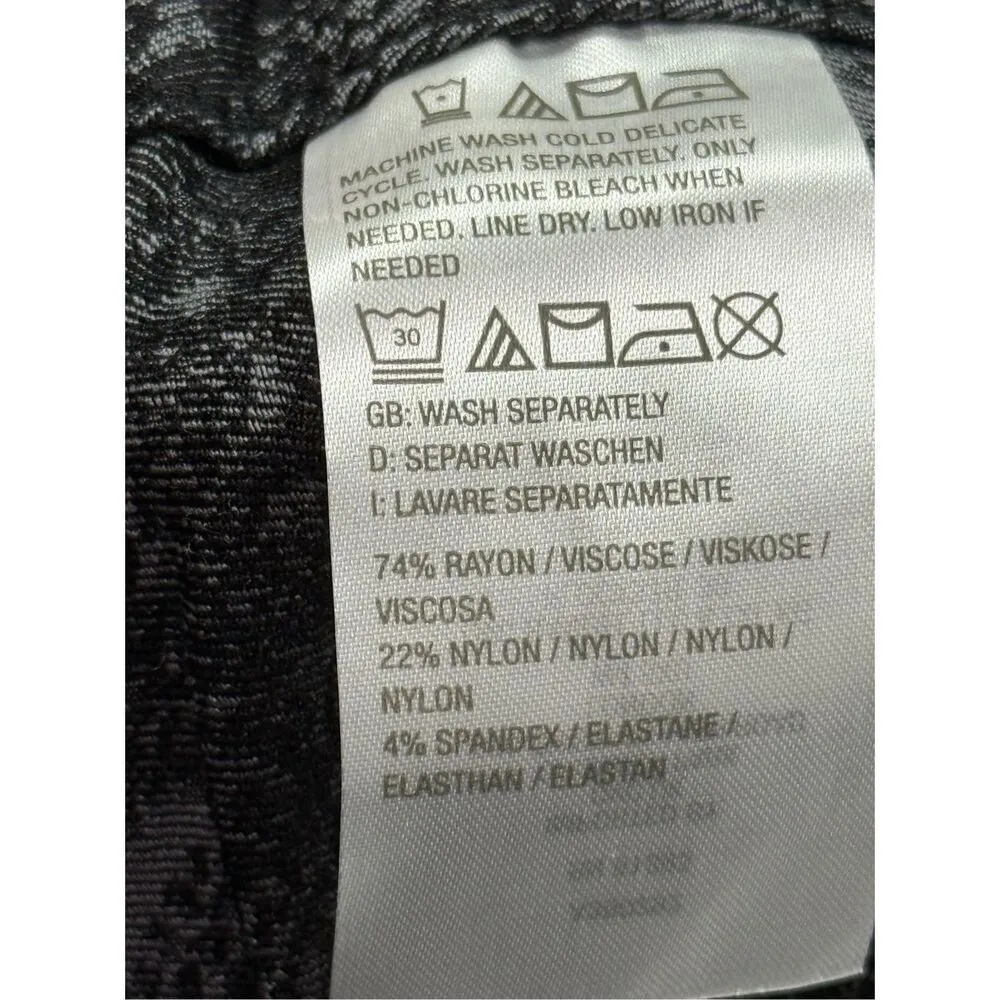 MACHINE WASH COLD DELICATE
CYCLE. WASH SEPARATELY. ONLY
NON-CHLORINE BLEACH WHEN
NEEDED. LINE DRY. LOW IRON IF
NEEDED
30
GB: WASH SEPARATELY
D: SEPARAT WASCHEN
I: LAVARE SEPARATAMENTE
74% RAYON / VISCOSE / VISKOSE /
VISCOSA
22% NYLON / NYLON / NYLON /
NYLON
4% SPANDEX / ELASTANE /
ELASTHAN / ELASTAN